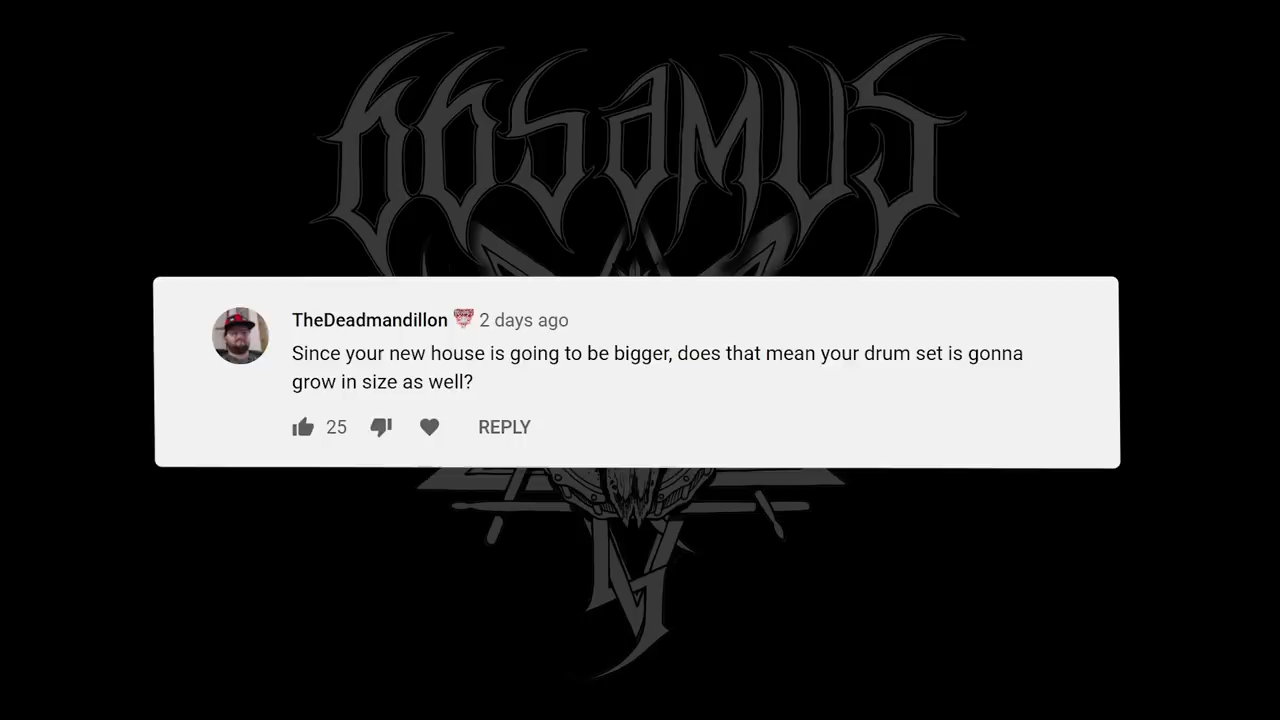 66SAMUS
TheDeadmandillon 2 days ago
Since your new house is going to be bigger, does that mean your drum set is gonna
grow in size as well?
25 REPLY